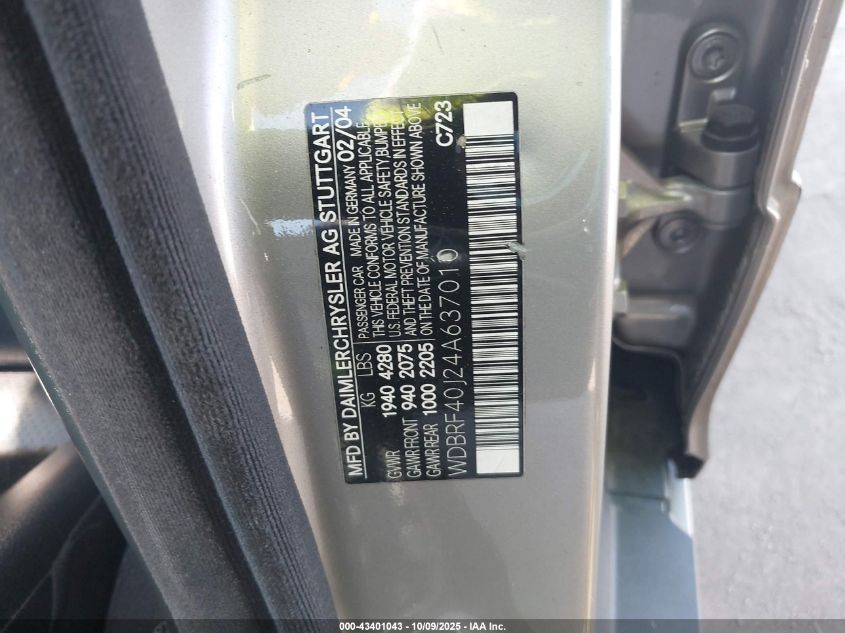 MFD BY DAIMLERCHRYSLER AG STUTTGART
KG LBS PASSENGER CAR MADE IN GERMANY 02/04
GVWR 1940 4280 THIS VEHICLE CONFORMS TO ALL APPLICABLE
GAWR FRONT 940 2075 U.S. FEDERAL MOTOR VEHICLE SAFETY, BUMPER
GAWR REAR 1000 2205 AND THEFT PREVENTION STANDARDS IN EFFECT
ON THE DATE OF MANUFACTURE SHOWN ABOVE
C723
WDBRF40J24A637010
000-43401043 - 10/09/2025 - IAA Inc.